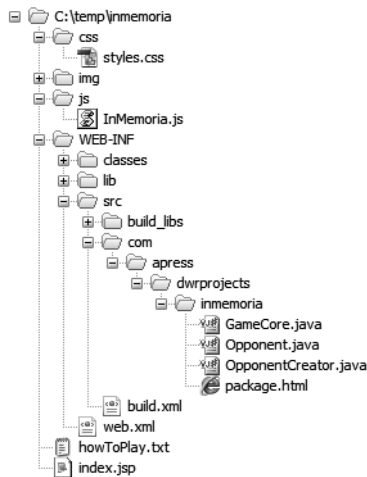 C:\temp\inmemoria
css
styles.css
img
js
InMemoria.js
WEB-INF
classes
lib
src
build_libs
com
apress
dwrprojects
inmemoria
GameCore.java
Opponent.java
OpponentCreator.java
package.html
build.xml
web.xml
howToPlay.txt
index.jsp